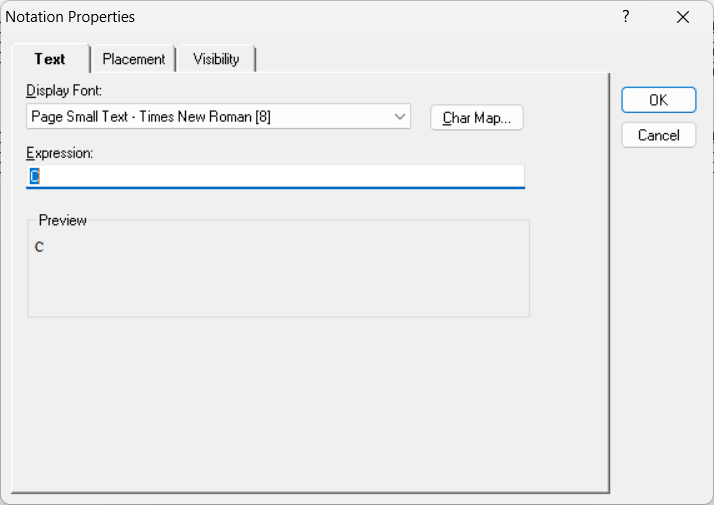 Notation Properties ?
Text Placement Visibility
Display Font:
Page Small Text - Times New Roman [8]
Char Map...
OK
Cancel
Expression:
C
Preview
C